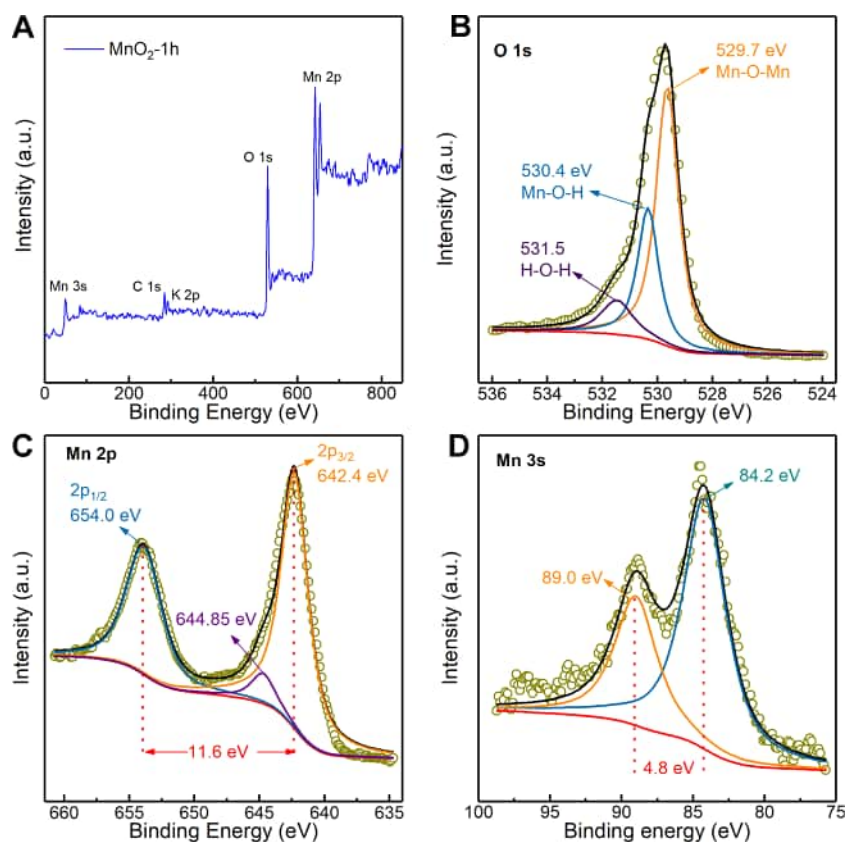 A
MnO₂-1h
Mn 2p
O 1s
Mn 3s
C 1s
K 2p
Intensity (a.u.)
0 200 400 600 800
Binding Energy (eV)
B
O 1s
529.7 eV
Mn-O-Mn
530.4 eV
Mn-O-H
531.5
H-O-H
Intensity (a.u.)
536 534 532 530 528 526 524
Binding Energy (eV)
C
Mn 2p
2p₃/₂
642.4 eV
2p₁/₂
654.0 eV
644.85 eV
11.6 eV
Intensity (a.u.)
660 655 650 645 640 635
Binding Energy (eV)
D
Mn 3s
84.2 eV
89.0 eV
4.8 eV
Intensity (a.u.)
100 95 90 85 80 75
Binding energy (eV)